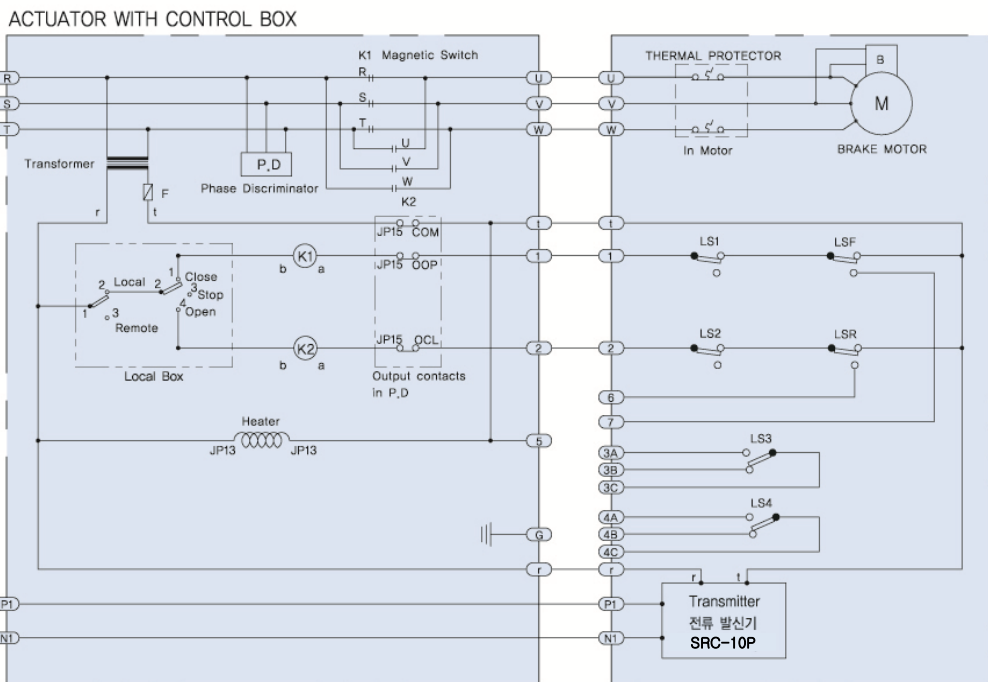 ACTUATOR WITH CONTROL BOX
K1 Magnetic Switch
THERMAL PROTECTOR
B
R
R
U
U
S
S
V
V
M
T
T
W
W
U
Transformer
P.D
V
In Motor
BRAKE MOTOR
Phase Discriminator
W
F
K2
r
t
JP15 COM
t
t
K1
JP15 OOP
1
1
LS1
LSF
b
a
1
Close
2
Local
2
3
Stop
4
Open
1
3
Remote
K2
JP15 OCL
2
2
LS2
LSR
b
a
Local Box
Output contacts
in P.D
6
7
Heater
JP13
JP13
5
LS3
3A
3B
3C
LS4
4A
4B
4C
G
r
r
r
t
P1
P1
Transmitter
전류 발신기
SRC-10P
N1
N1